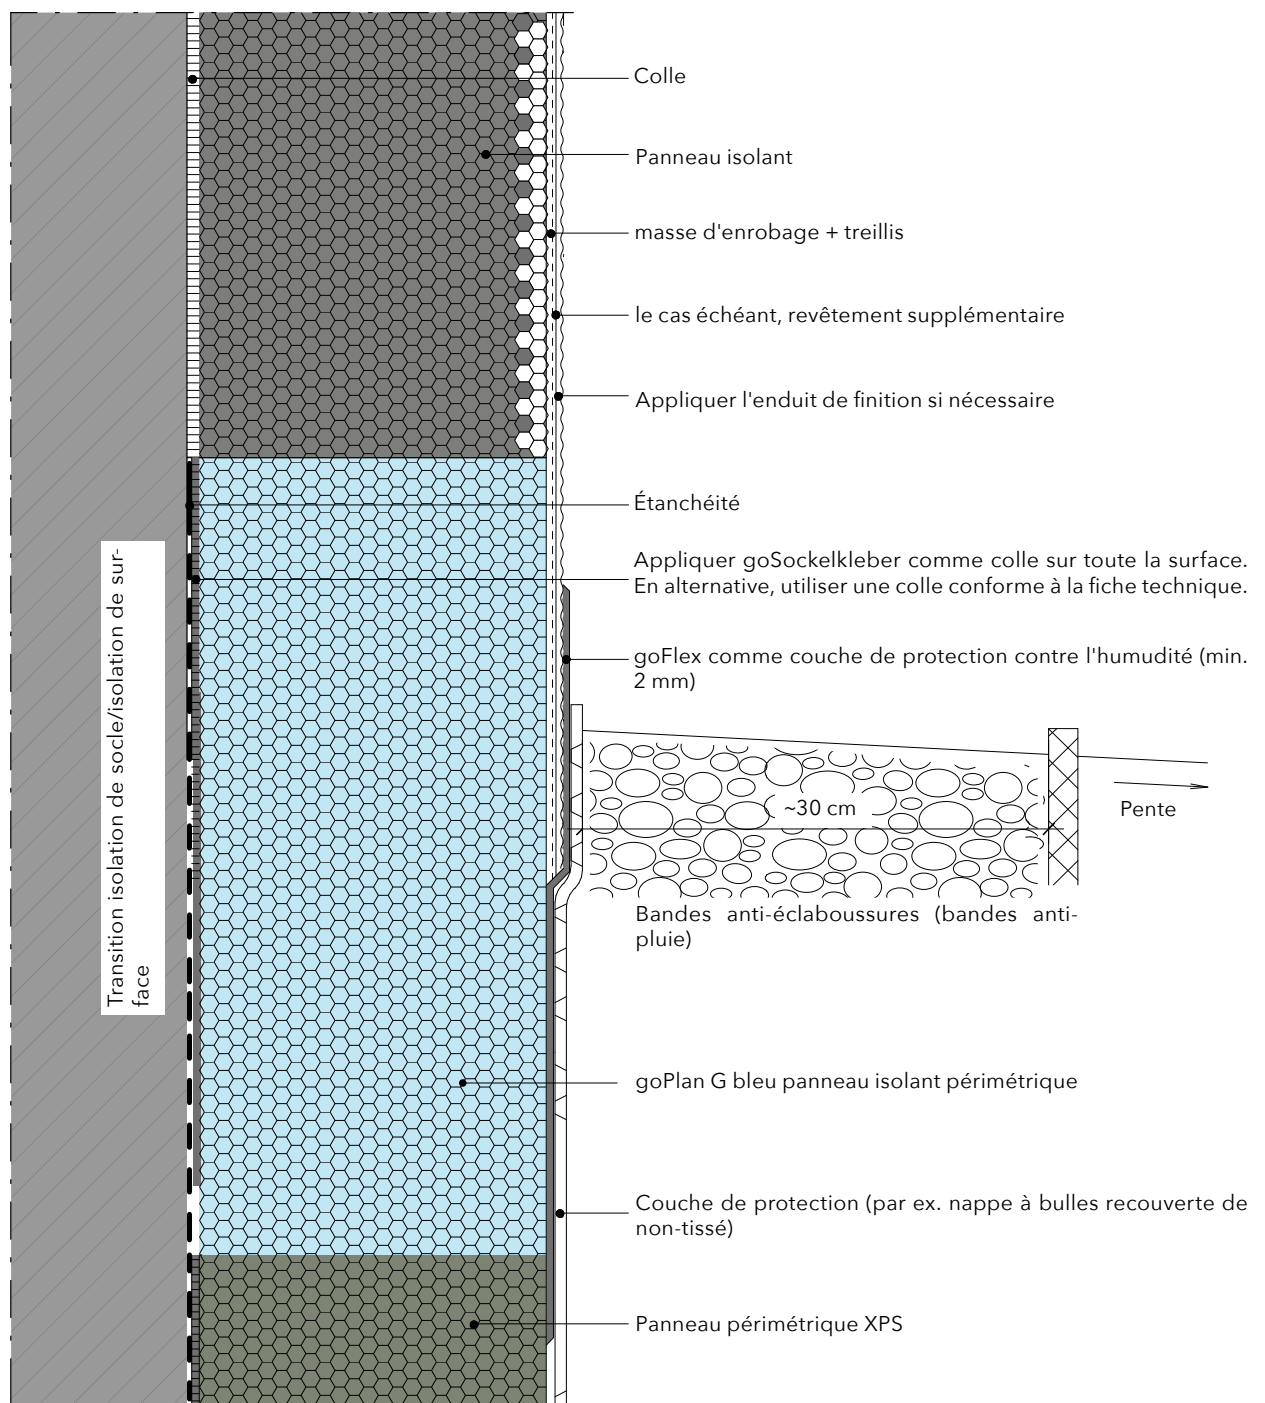 Colle
Panneau isolant
masse d'enrobage + treillis
le cas échéant, revêtement supplémentaire
Appliquer l'enduit de finition si nécessaire
Étanchéité
Appliquer goSockelkleber comme colle sur toute la surface.
En alternative, utiliser une colle conforme à la fiche technique.
Transition isolation de socle/isolation de sur-
face
goFlex comme couche de protection contre l'humudité (min.
2 mm)
~30 cm
Pente
Bandes anti-éclaboussures (bandes anti-
pluie)
goPlan G bleu panneau isolant périmétrique
Couche de protection (par ex. nappe à bulles recouverte de
non-tissé)
Panneau périmétrique XPS